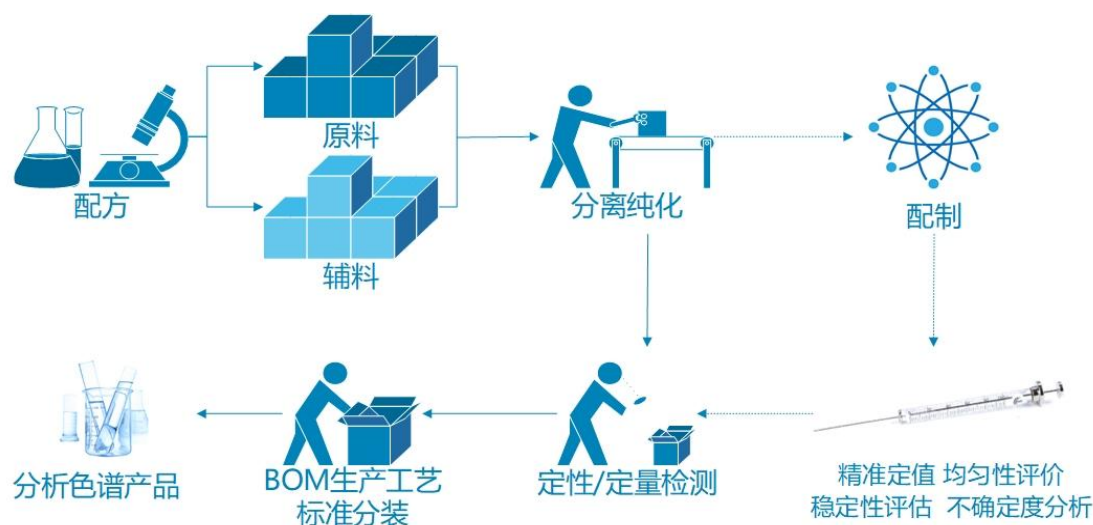 原料
配方
分离纯化
配制
辅料
分析色谱产品
BOM生产工艺
标准分装
定性/定量检测
精准定值 均匀性评价
稳定性评估 不确定度分析